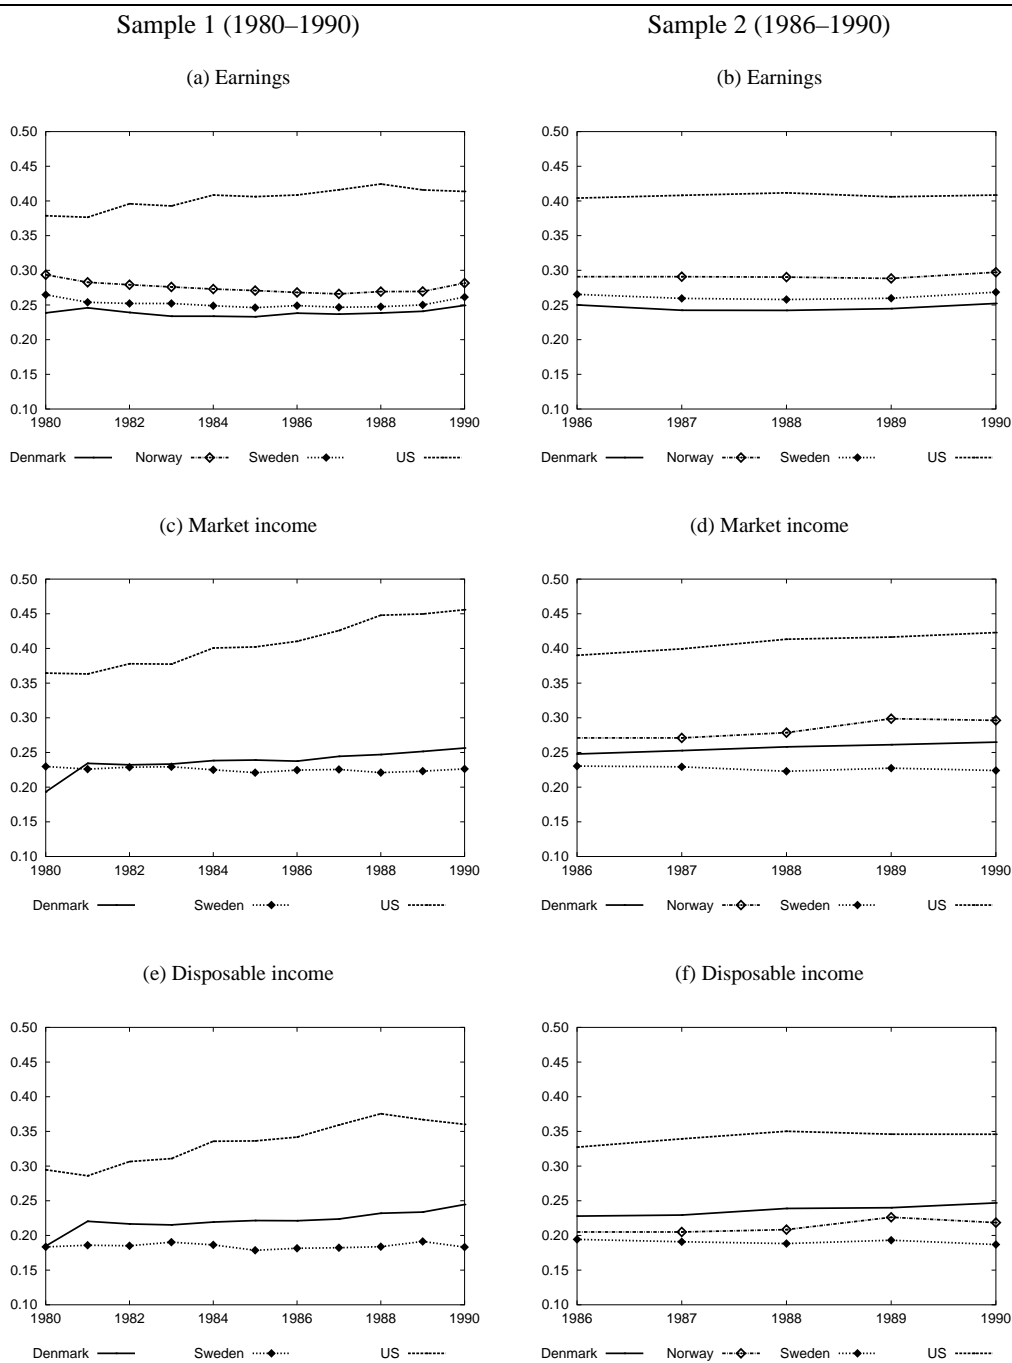 Sample 1 (1980–1990)
Sample 2 (1986–1990)
(a) Earnings
(b) Earnings
0.50
0.45
0.40
0.35
0.30
0.25
0.20
0.15
0.10
1980 1982 1984 1986 1988 1990
Denmark Norway Sweden US
0.50
0.45
0.40
0.35
0.30
0.25
0.20
0.15
0.10
1986 1987 1988 1989 1990
Denmark Norway Sweden US
(c) Market income
(d) Market income
0.50
0.45
0.40
0.35
0.30
0.25
0.20
0.15
0.10
1980 1982 1984 1986 1988 1990
Denmark Sweden US
0.50
0.45
0.40
0.35
0.30
0.25
0.20
0.15
0.10
1986 1987 1988 1989 1990
Denmark Norway Sweden US
(e) Disposable income
(f) Disposable income
0.50
0.45
0.40
0.35
0.30
0.25
0.20
0.15
0.10
1980 1982 1984 1986 1988 1990
Denmark Sweden US
0.50
0.45
0.40
0.35
0.30
0.25
0.20
0.15
0.10
1986 1987 1988 1989 1990
Denmark Norway Sweden US